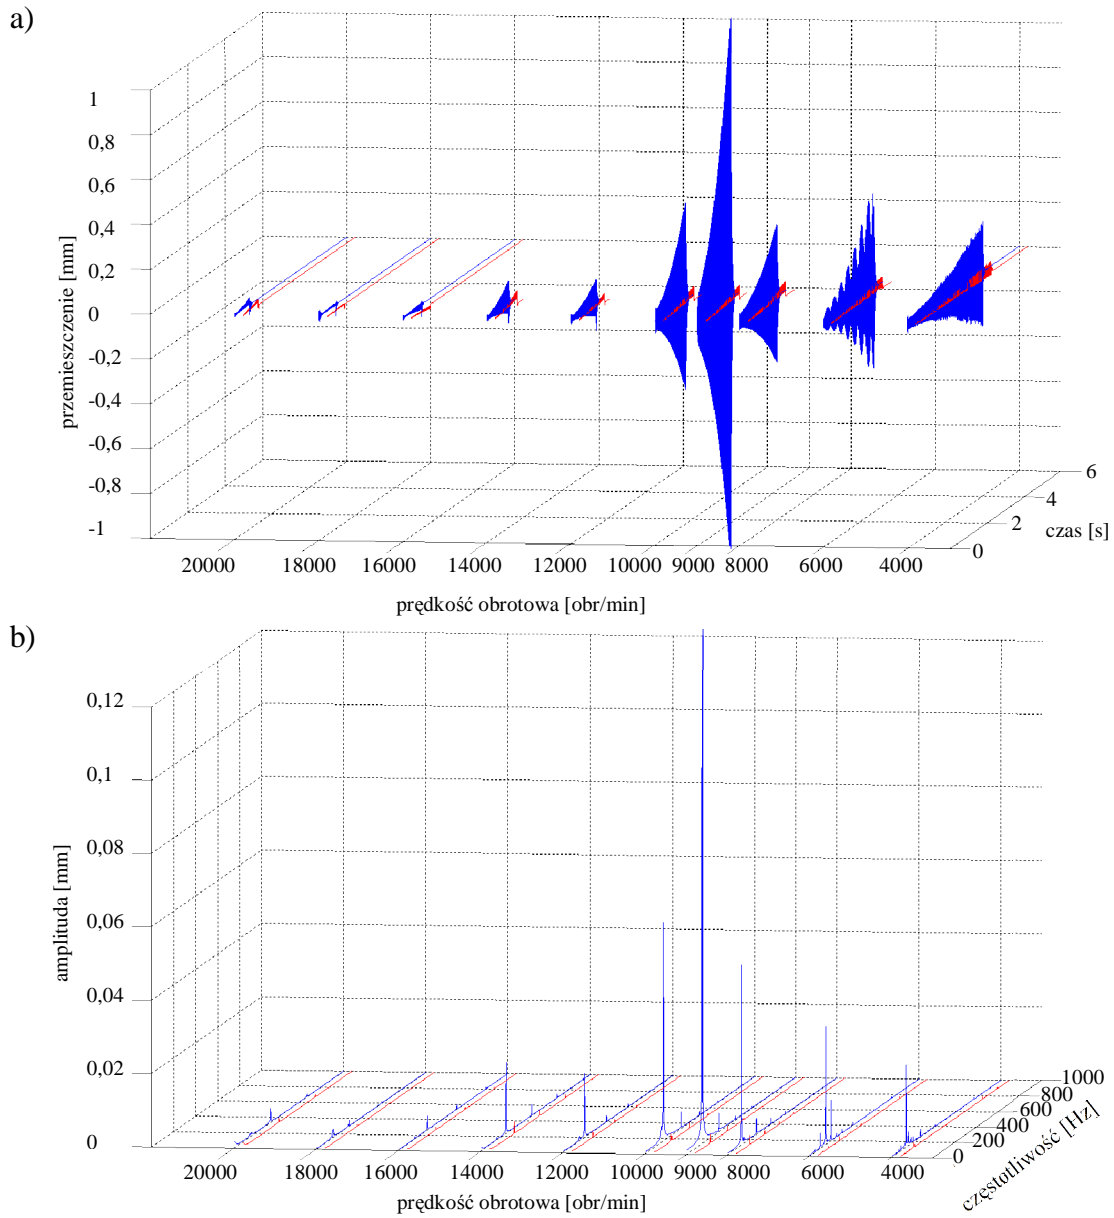 a)
1
0,8
0,6
0,4
0,2
0
-0,2
-0,4
-0,6
-0,8
-1
przemieszczenie [mm]
20000 18000 16000 14000 12000 10000 9000 8000 6000 4000
prędkość obrotowa [obr/min]
0 2 4 6
czas [s]
b)
0,12
0,1
0,08
0,06
0,04
0,02
0
amplituda [mm]
20000 18000 16000 14000 12000 10000 9000 8000 6000 4000
prędkość obrotowa [obr/min]
0 200 400 600 800 1000
częstotliwość [Hz]